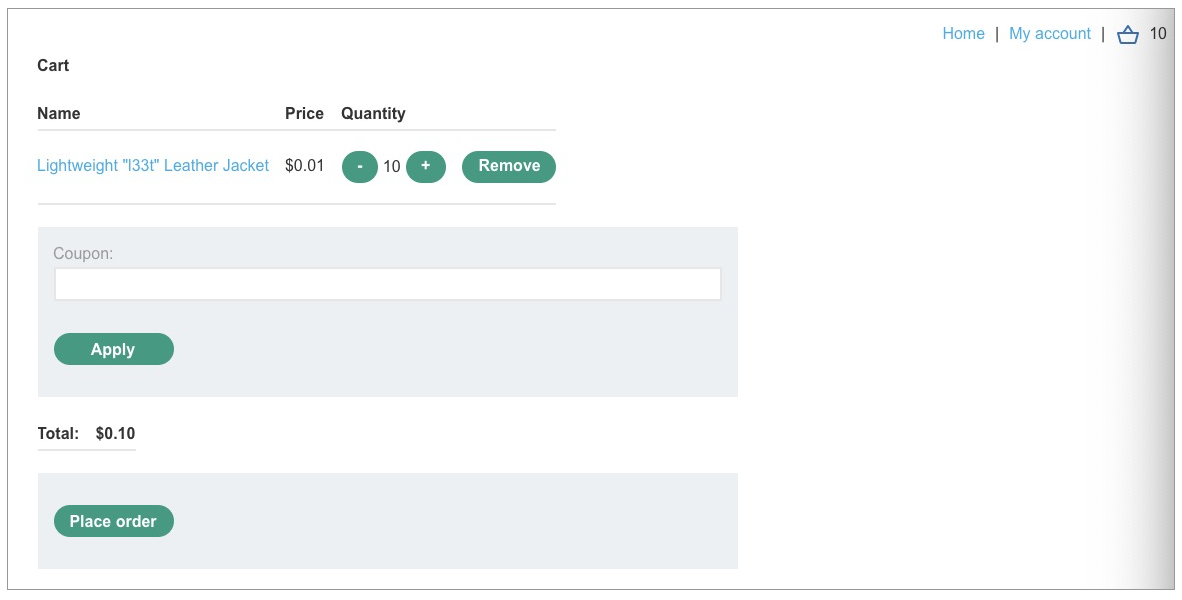 Home | My account | 10
Cart
Name Price Quantity
Lightweight "l33t" Leather Jacket $0.01 - 10 + Remove
Coupon:
Apply
Total: $0.10
Place order